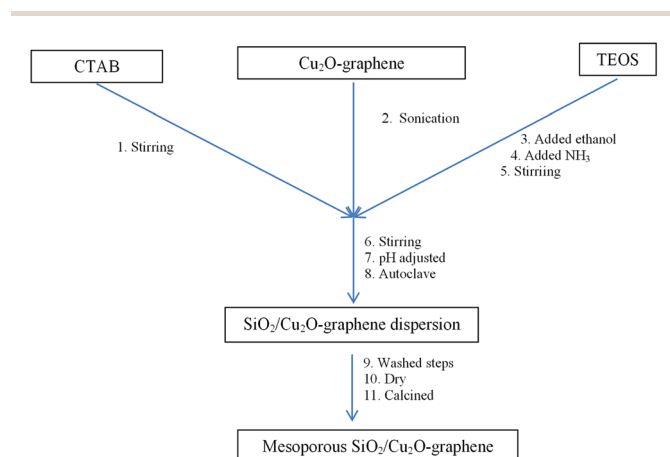 CTAB
Cu₂O-graphene
TEOS
1. Stirring
2. Sonication
3. Added ethanol
4. Added NH₃
5. Stirriing
6. Stirring
7. pH adjusted
8. Autoclave
SiO₂/Cu₂O-graphene dispersion
9. Washed steps
10. Dry
11. Calcined
Mesoporous SiO₂/Cu₂O-graphene